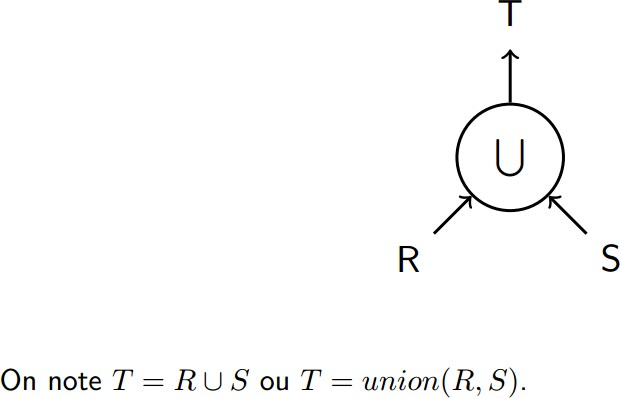 T
∪
R S
On note T = R ∪ S ou T = union(R, S).